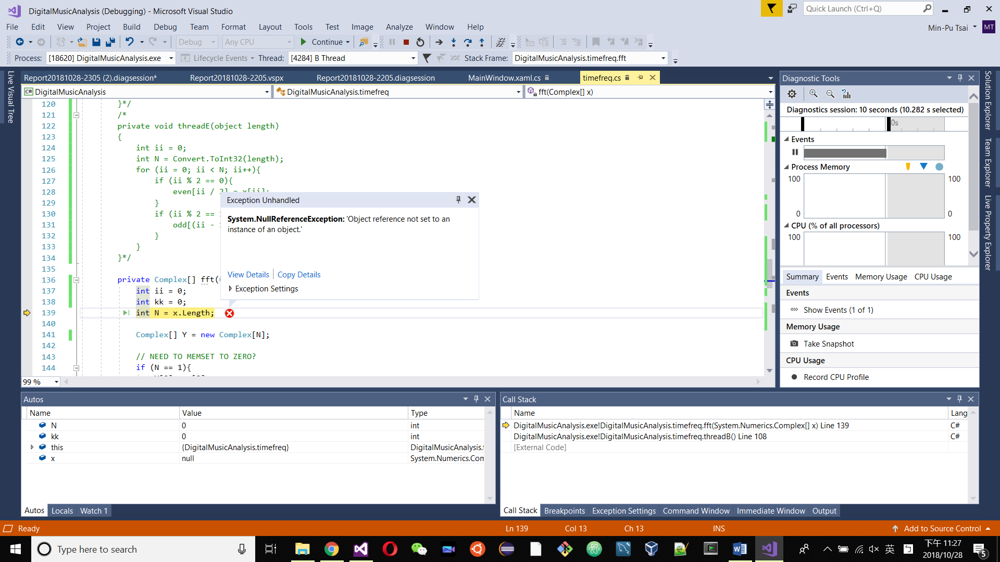 DigitalMusicAnalysis (Debugging) - Microsoft Visual Studio
Quick Launch (Ctrl+Q)
File Edit View Project Build Debug Team Format Layout Tools Test Image Analyze Window Help
Min-Pu Tsai MT
Debug Any CPU Continue
Process: [18620] DigitalMusicAnalysis.exe Lifecycle Events Thread: [4284] B Thread Stack Frame: DigitalMusicAnalysis.timefreq.fft
Live Visual Tree
Report20181028-2305 (2).diagsession* Report20181028-2205.vspx Report20181028-2205.diagsession MainWindow.xaml.cs timefreq.cs
C# DigitalMusicAnalysis DigitalMusicAnalysis.timefreq fft(Complex[] x)
120 }*/
121 /*
122 private void threadE(object length)
123 {
124 int ii = 0;
125 int N = Convert.ToInt32(length);
126 for (ii = 0; ii < N; ii++){
127 if (ii % 2 == 0){
128 even[ii / 2] = x[ii];
129 }
130 if (ii % 2 ==
131 odd[(ii -
132 }
133 }
134 }*/
135
136 private Complex[] fft(
137 int ii = 0;
138 int kk = 0;
139 int N = x.Length;
140
141 Complex[] Y = new Complex[N];
142
143 // NEED TO MEMSET TO ZERO?
144 if (N == 1){
99 %
Exception Unhandled
System.NullReferenceException: 'Object reference not set to an
instance of an object.'
View Details Copy Details
Exception Settings
Diagnostic Tools
Diagnostics session: 10 seconds (10.282 s selected)
0s
Events
Process Memory
100 100
0 0
CPU (% of all processors)
100 100
Summary Events Memory Usage CPU Usage
Events
Show Events (1 of 1)
Memory Usage
Take Snapshot
CPU Usage
Record CPU Profile
Solution Explorer
Team Explorer
Live Property Explorer
Autos
Name Value Type
N 0 int
kk 0 int
this {DigitalMusicAnalysis.timefreq} DigitalMusicAnalysis.t
x null System.Numerics.Com
Autos Locals Watch 1
Call Stack
Name Lang
DigitalMusicAnalysis.exe!DigitalMusicAnalysis.timefreq.fft(System.Numerics.Complex[] x) Line 139 C#
DigitalMusicAnalysis.exe!DigitalMusicAnalysis.timefreq.threadB() Line 108 C#
[External Code]
Call Stack Breakpoints Exception Settings Command Window Immediate Window Output
Ready Ln 139 Col 13 Ch 13 INS Add to Source Control
Type here to search
英
下午 11:27
2018/10/28
5